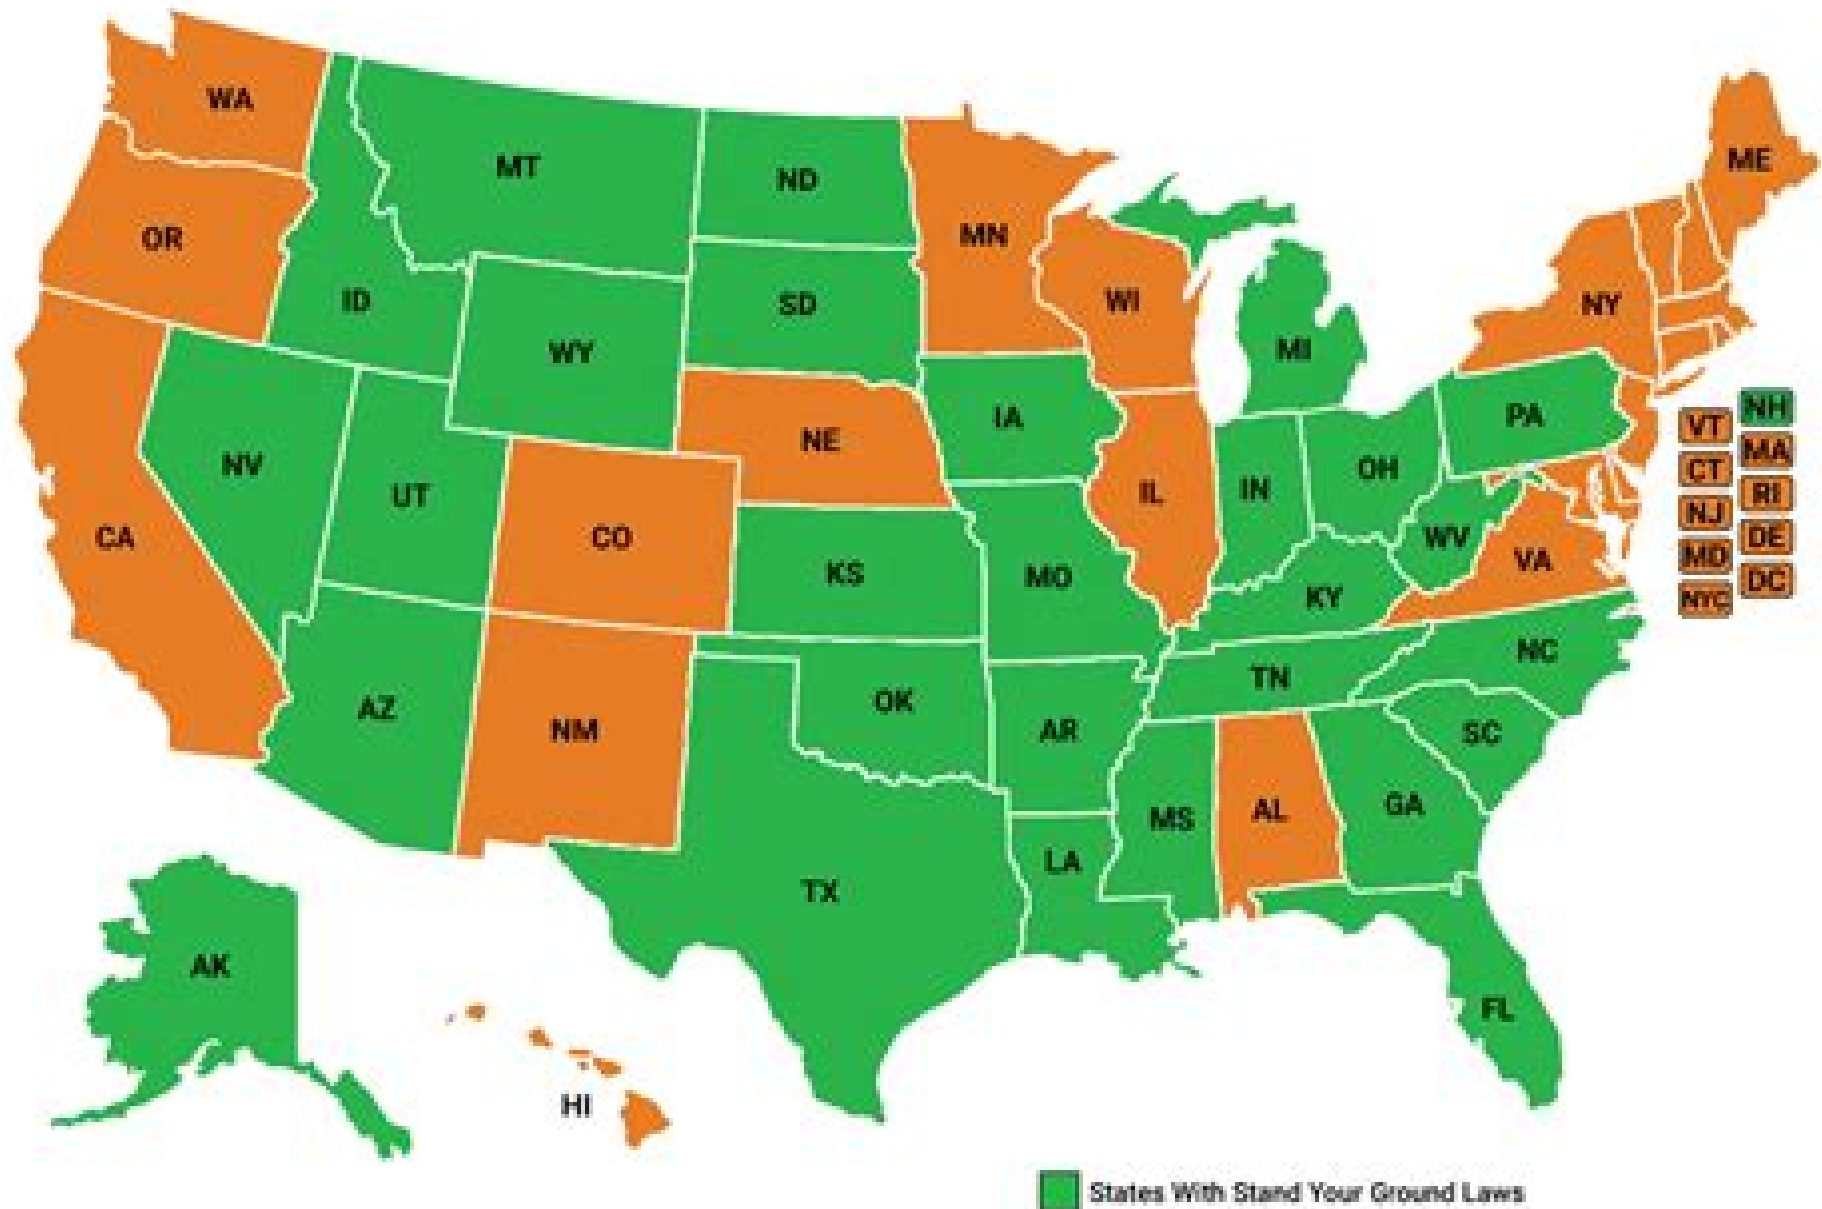 WA
MT
ND
MN
ME
OR
ID
SD
WI
NY
WY
MI
IA
PA
NH
VT
NE
MA
NV
UT
IL
IN
OH
CT
RI
CA
CO
KS
MO
WV
VA
NJ
DE
MD
DC
KY
NYC
NC
TN
AZ
NM
OK
AR
SC
MS
AL
GA
LA
TX
AK
FL
HI
States With Stand Your Ground Laws